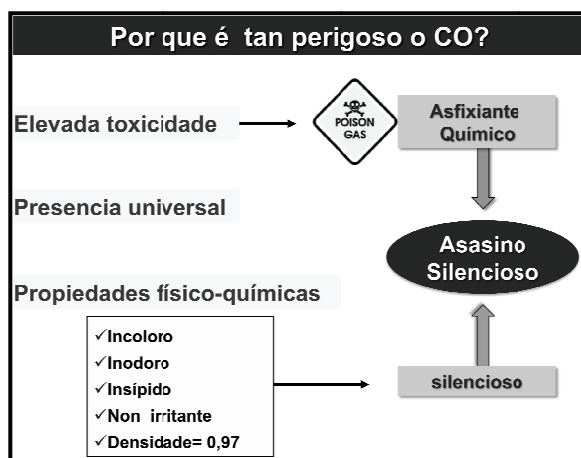 Por que é tan perigoso o CO?
Elevada toxicidade
POISON
GAS
Asfixiante
Químico
Presencia universal
Asasino
Silencioso
Propiedades físico-químicas
✓Incoloro
✓Inodoro
✓Insípido
✓Non irritante
✓Densidade= 0,97
silencioso